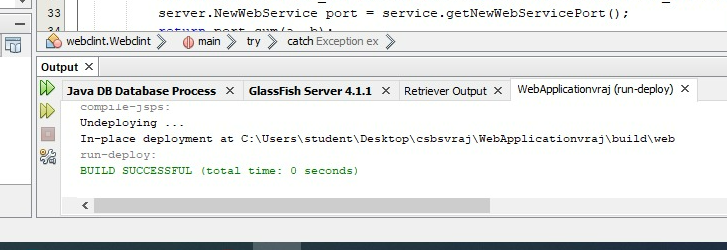 33 server.NewWebService port = service.getNewWebServicePort();
34 return port.sum(a, b);
webclint.Webclint main try catch Exception ex
Output ×
Java DB Database Process × GlassFish Server 4.1.1 × Retriever Output × WebApplicationvraj (run-deploy) ×
compile-jsps:
Undeploying ...
In-place deployment at C:\Users\student\Desktop\csbsvraj\WebApplicationvraj\build\web
run-deploy:
BUILD SUCCESSFUL (total time: 0 seconds)